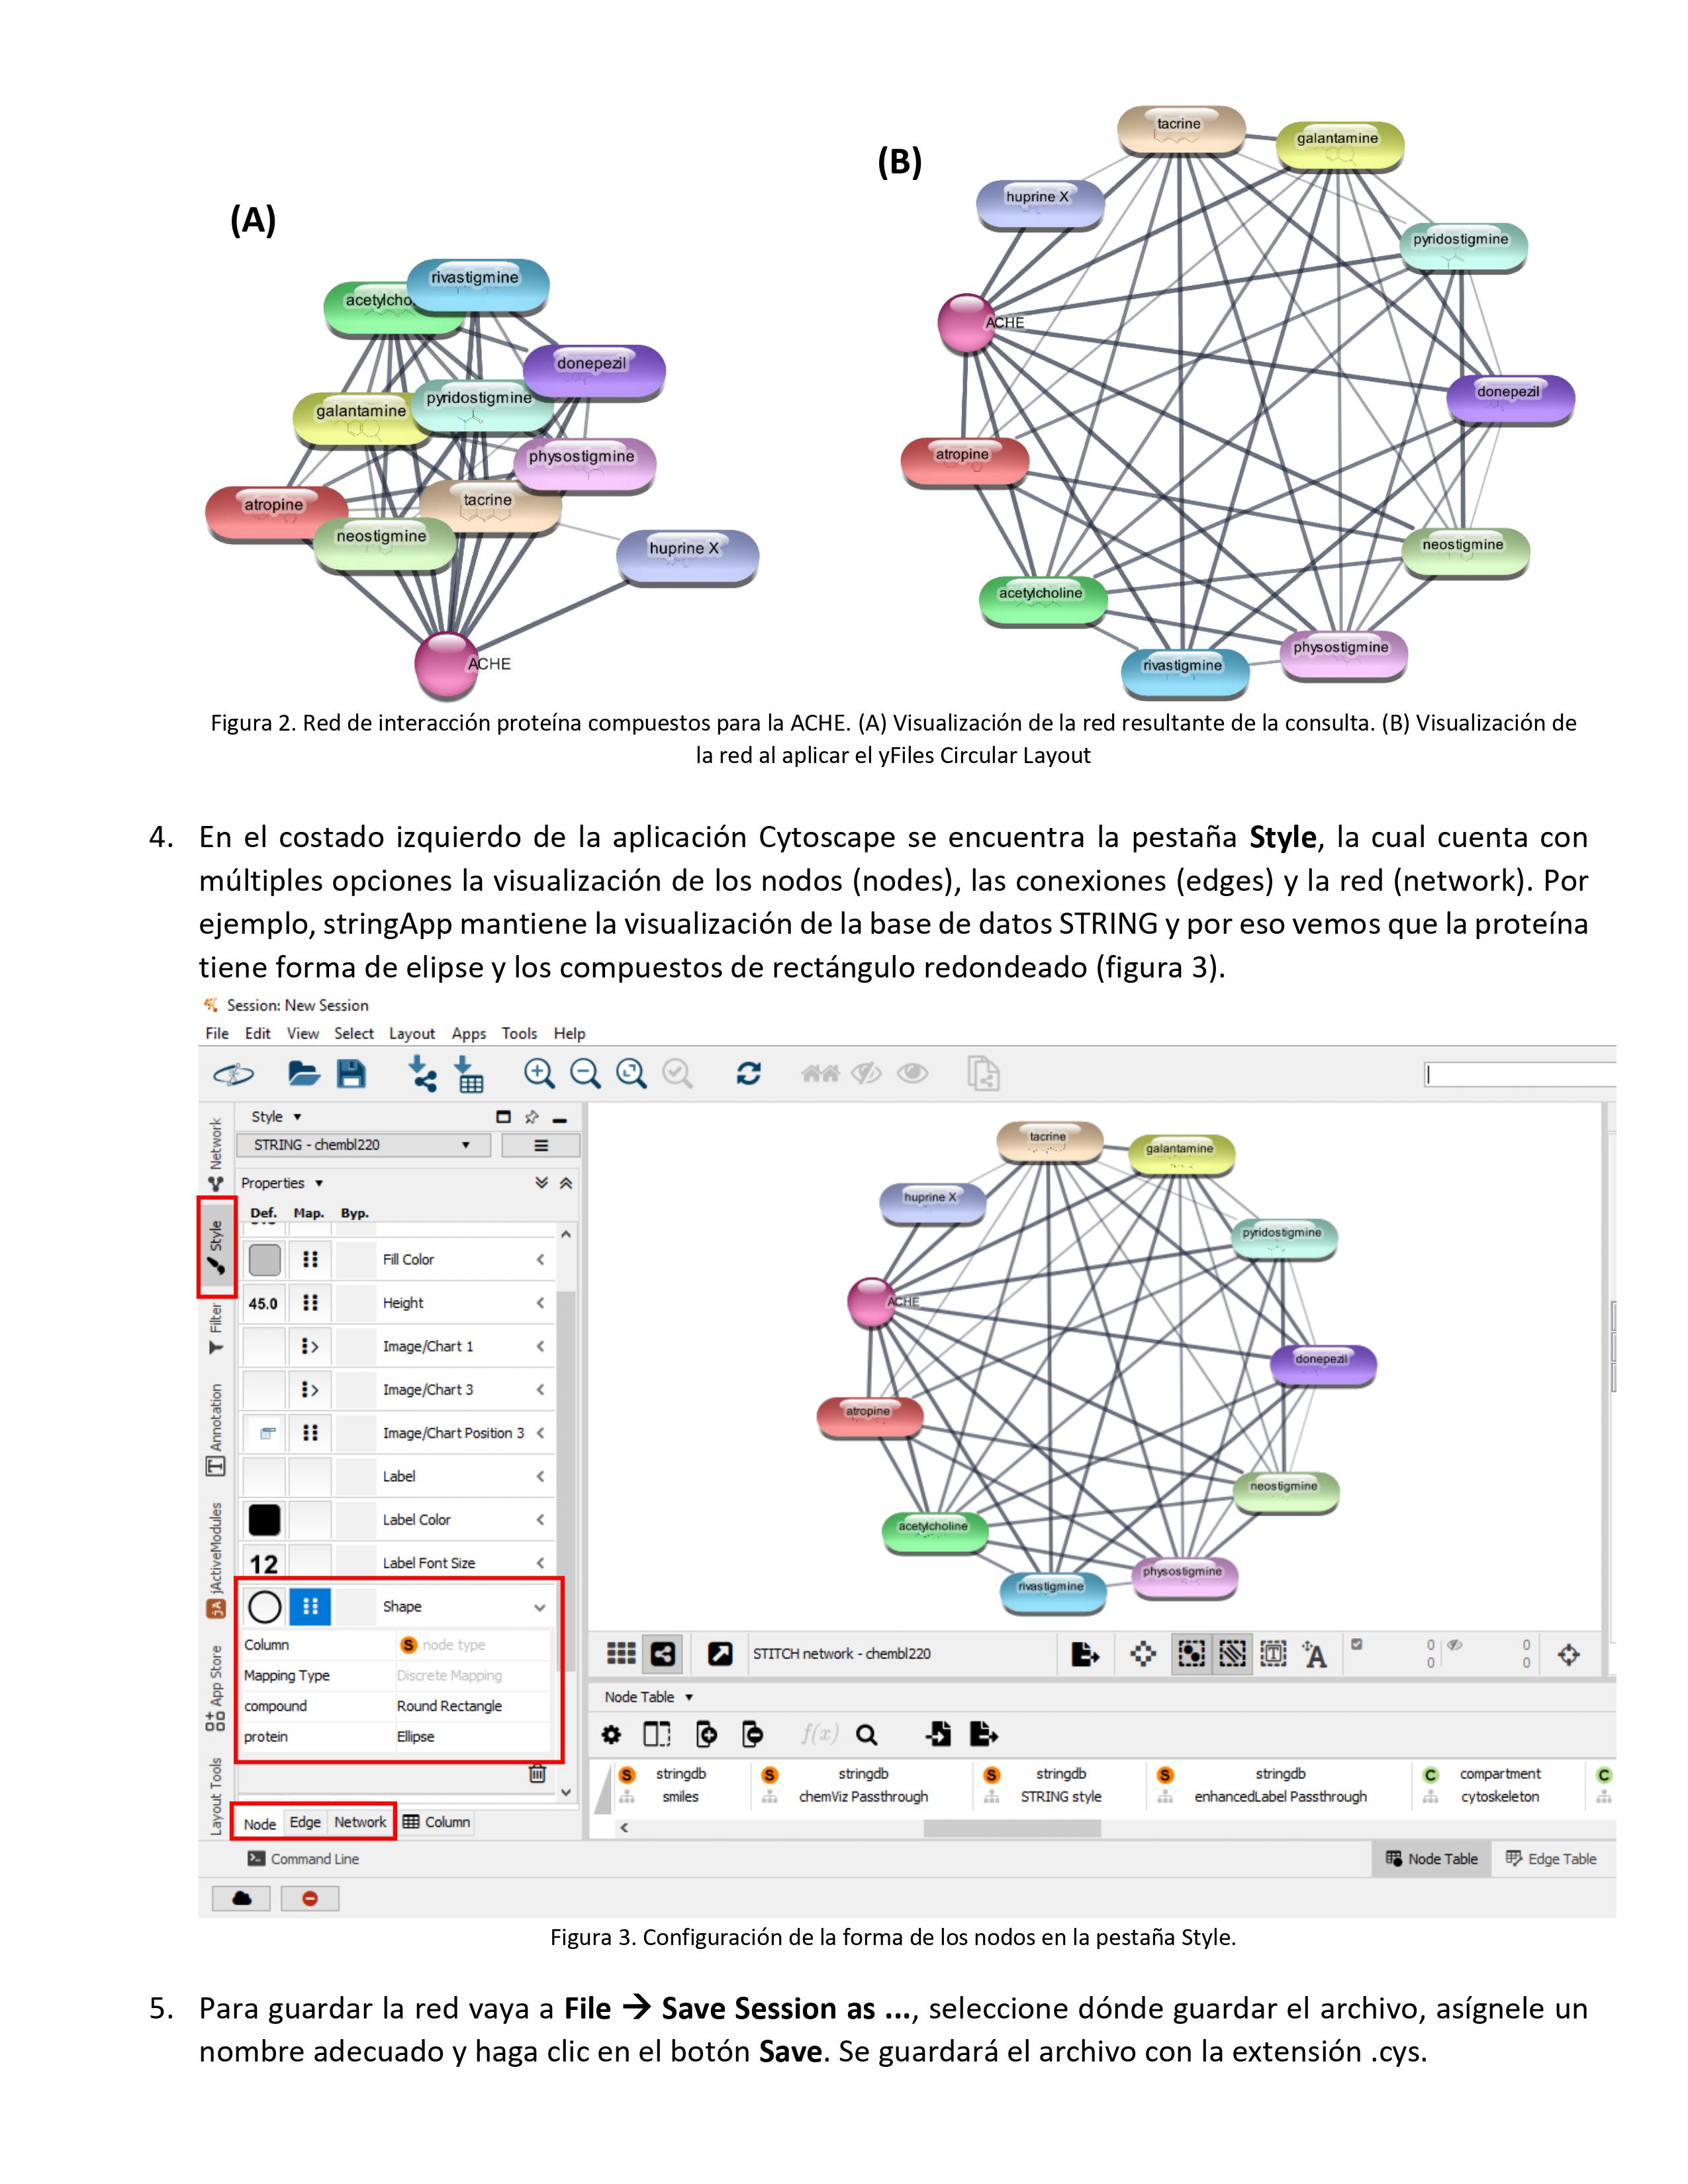 (A)
rivastigmine
acetylcho
donepezil
pyridostigmine
galantamine
physostigmine
tacrine
atropine
neostigmine
huprine X
ACHE
(B)
tacrine
galantamine
huprine X
pyridostigmine
ACHE
donepezil
atropine
neostigmine
acetylcholine
physostigmine
rivastigmine
Figura 2. Red de interacción proteína compuestos para la ACHE. (A) Visualización de la red resultante de la consulta. (B) Visualización de
la red al aplicar el yFiles Circular Layout
4. En el costado izquierdo de la aplicación Cytoscape se encuentra la pestaña Style, la cual cuenta con
múltiples opciones la visualización de los nodos (nodes), las conexiones (edges) y la red (network). Por
ejemplo, stringApp mantiene la visualización de la base de datos STRING y por eso vemos que la proteína
tiene forma de elipse y los compuestos de rectángulo redondeado (figura 3).
Session: New Session
File Edit View Select Layout Apps Tools Help
Network
Style
Filter
Annotation
jActiveModules
App Store
Layout Tools
Style
STRING - chembl220
Properties
Def. Map. Byp.
Fill Color
45.0 Height
Image/Chart 1
Image/Chart 3
Image/Chart Position 3
Label
Label Color
12 Label Font Size
Shape
Column S node type
Mapping Type Discrete Mapping
compound Round Rectangle
protein Ellipse
Node Edge Network Column
tacrine
galantamine
huprine X
pyridostigmine
ACHE
donepezil
atropine
neostigmine
acetylcholine
physostigmine
rivastigmine
STITCH network - chembl220
0 0
0 0
Node Table
f(x)
S stringdb S stringdb S stringdb S stringdb C compartment C
smiles chemViz Passthrough STRING style enhancedLabel Passthrough cytoskeleton
Command Line
Node Table Edge Table
Figura 3. Configuración de la forma de los nodos en la pestaña Style.
5. Para guardar la red vaya a File → Save Session as ..., seleccione dónde guardar el archivo, asígnele un
nombre adecuado y haga clic en el botón Save. Se guardará el archivo con la extensión .cys.